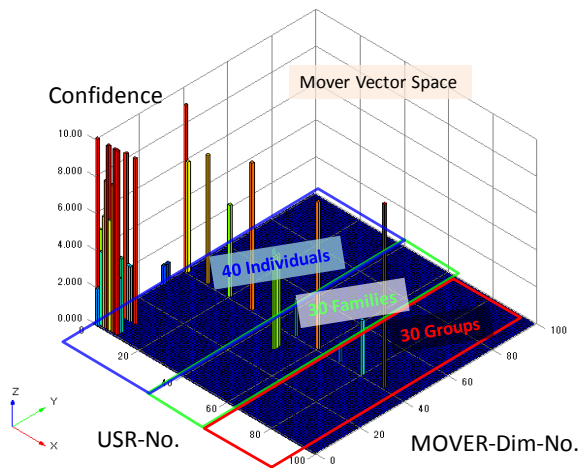 Mover Vector Space
Confidence
10.00
8.000
6.000
4.000
2.000
0.000
0
20
40
60
80
100
0
20
40
60
80
100
40 Individuals
30 Families
30 Groups
Z
Y
X
USR-No.
MOVER-Dim-No.